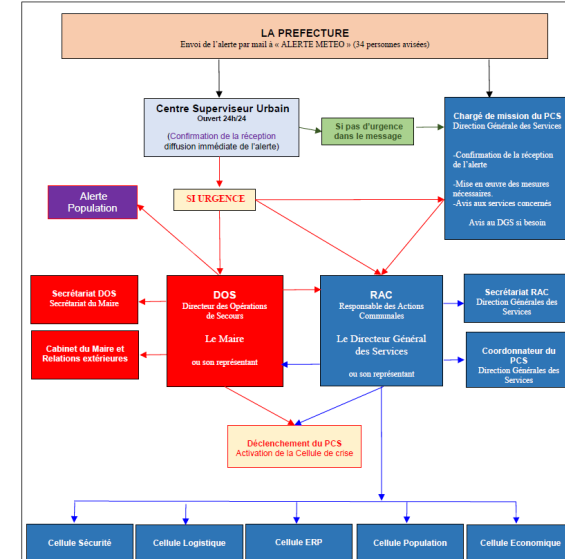 LA PREFECTURE
Envoi de l'alerte par mail à « ALERTE METEO » (34 personnes avisées)
Centre Superviseur Urbain
Ouvert 24h/24
(Confirmation de la réception
diffusion immédiate de l'alerte)
Si pas d'urgence
dans le message
Chargé de mission du PCS
Direction Générale des Services
-Confirmation de la réception
de l'alerte
-Mise en œuvre des mesures
nécessaires.
-Avis aux services concernés
Avis au DGS si besoin
Alerte
Population
SI URGENCE
Secrétariat DOS
Secrétariat du Maire
Cabinet du Maire et
Relations extérieures
DOS
Directeur des Opérations
de Secours
Le Maire
ou son représentant
RAC
Responsable des Actions
Communales
Le Directeur Général
des Services
ou son représentant
Secrétariat RAC
Direction Générales des
Services
Coordonnateur du
PCS
Direction Générales des
Services
Déclenchement du PCS
Activation de la Cellule de crise
Cellule Sécurité
Cellule Logistique
Cellule ERP
Cellule Population
Cellule Economique